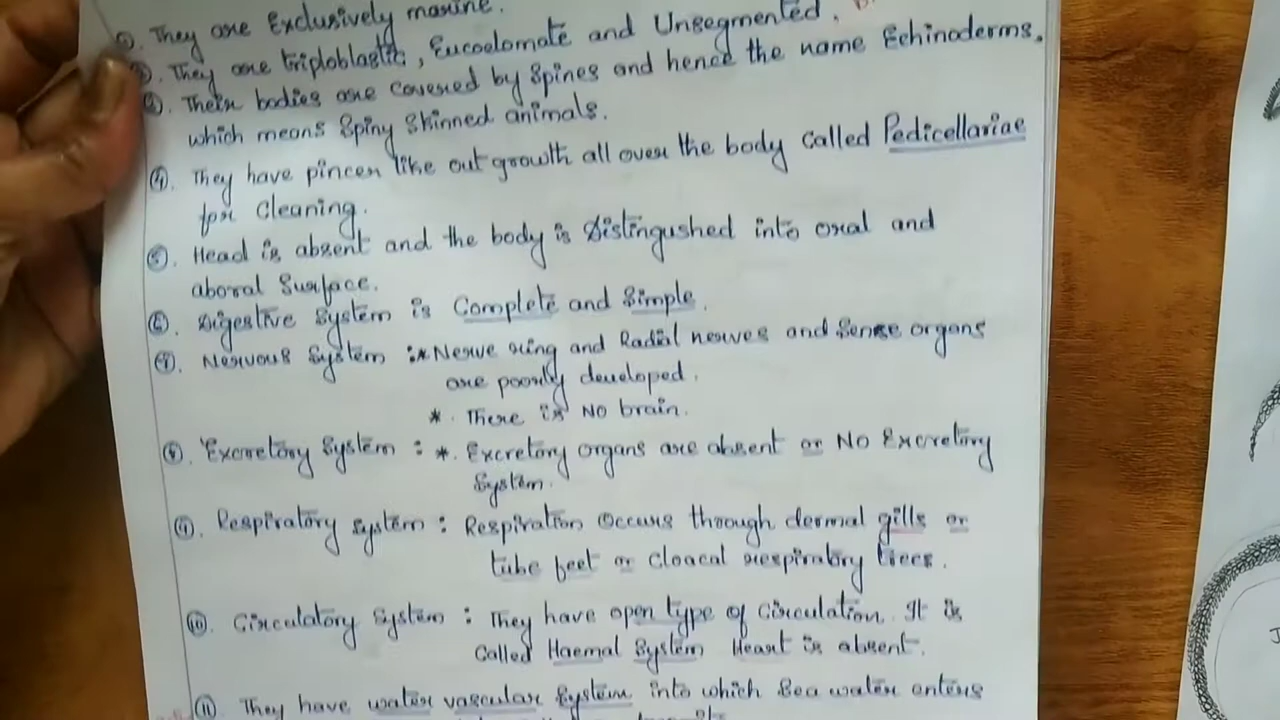 ①. They are Exclusively marine.
②. They are triploblastic, Eucoelomate and Unsegmented.
③. Their bodies are covered by Spines and hence the name Echinoderms,
which means Spiny Skinned animals.
④. They have pincer like out growth all over the body called Pedicellariae
for Cleaning.
⑤. Head is absent and the body is Distingushed into oral and
aboral Surface.
⑥. Digestive System is Complete and Simple.
⑦. Nervous System :* Nerve ring and Radial nerves and Sense organs
are poorly developed.
*. There is No brain.
⑧. Excretory System : *. Excretory organs are absent or No Excretory
System.
⑨. Respiratory system : Respiration Occurs through dermal gills or
tube feet or Cloacal respiratory trees.
⑩. Circulatory System : They have open type of Circulation. It is
Called Haemal System Heart is absent.
⑪. They have water vascular System into which Sea water enters